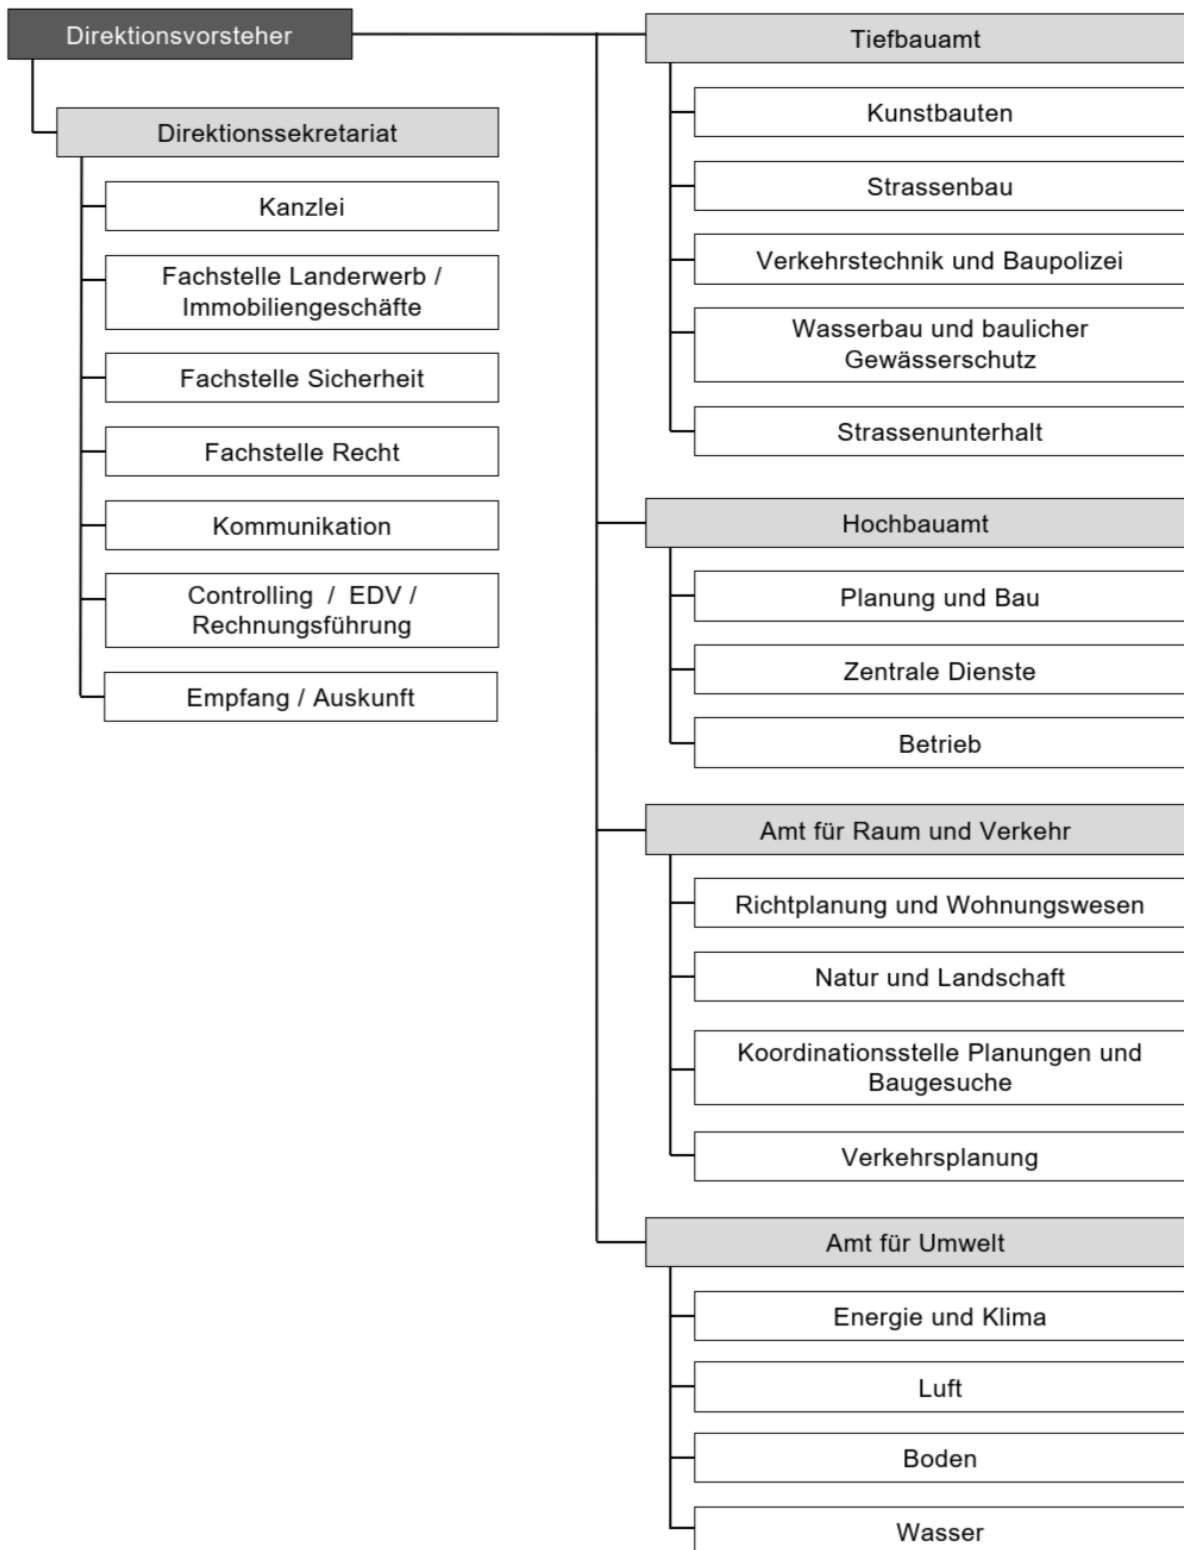 Direktionsvorsteher
Direktionssekretariat
Kanzlei
Fachstelle Landerwerb /
Immobiliengeschäfte
Fachstelle Sicherheit
Fachstelle Recht
Kommunikation
Controlling / EDV /
Rechnungsführung
Empfang / Auskunft
Tiefbauamt
Kunstbauten
Strassenbau
Verkehrstechnik und Baupolizei
Wasserbau und baulicher
Gewässerschutz
Strassenunterhalt
Hochbauamt
Planung und Bau
Zentrale Dienste
Betrieb
Amt für Raum und Verkehr
Richtplanung und Wohnungswesen
Natur und Landschaft
Koordinationsstelle Planungen und
Baugesuche
Verkehrsplanung
Amt für Umwelt
Energie und Klima
Luft
Boden
Wasser